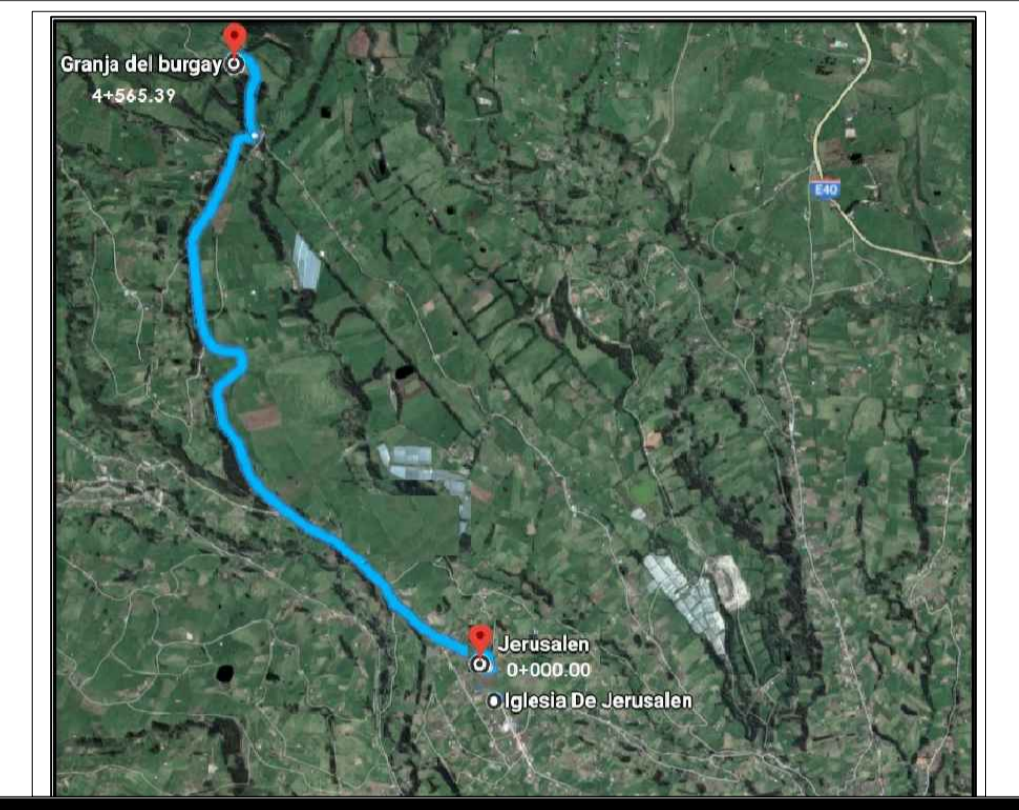 Granja del burgay
4+565.39
E40
Jerusalen
0+000.00
Iglesia De Jerusalen